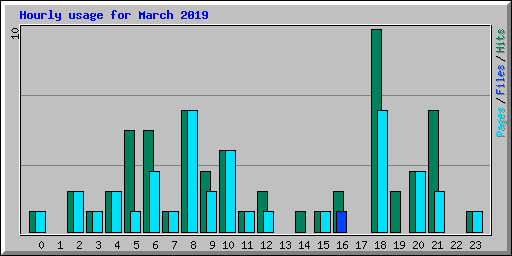 Hourly usage for March 2019
10
Pages/Files/Hits
0 1 2 3 4 5 6 7 8 9 10 11 12 13 14 15 16 17 18 19 20 21 22 23